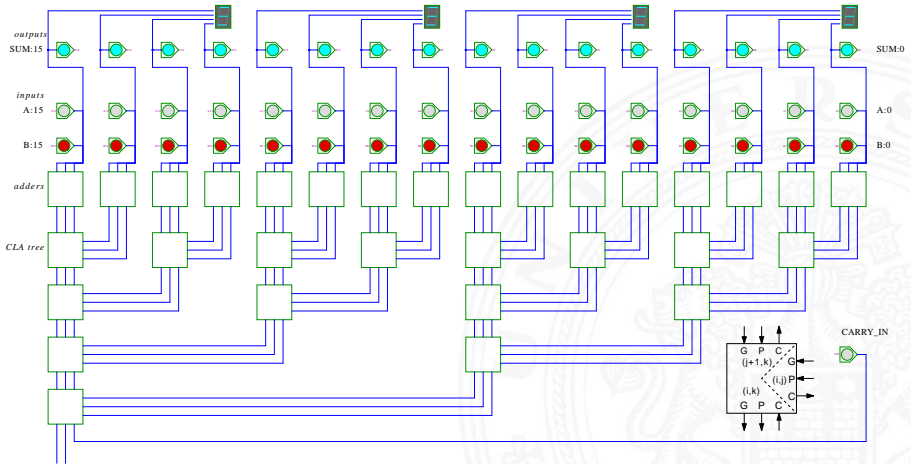 outputs
SUM:15 SUM:0
inputs
A:15 A:0
B:15 B:0
adders
CLA tree
CARRY_IN
G P C
(j+1,k) G
(i,j) P
(i,k) C
G P C